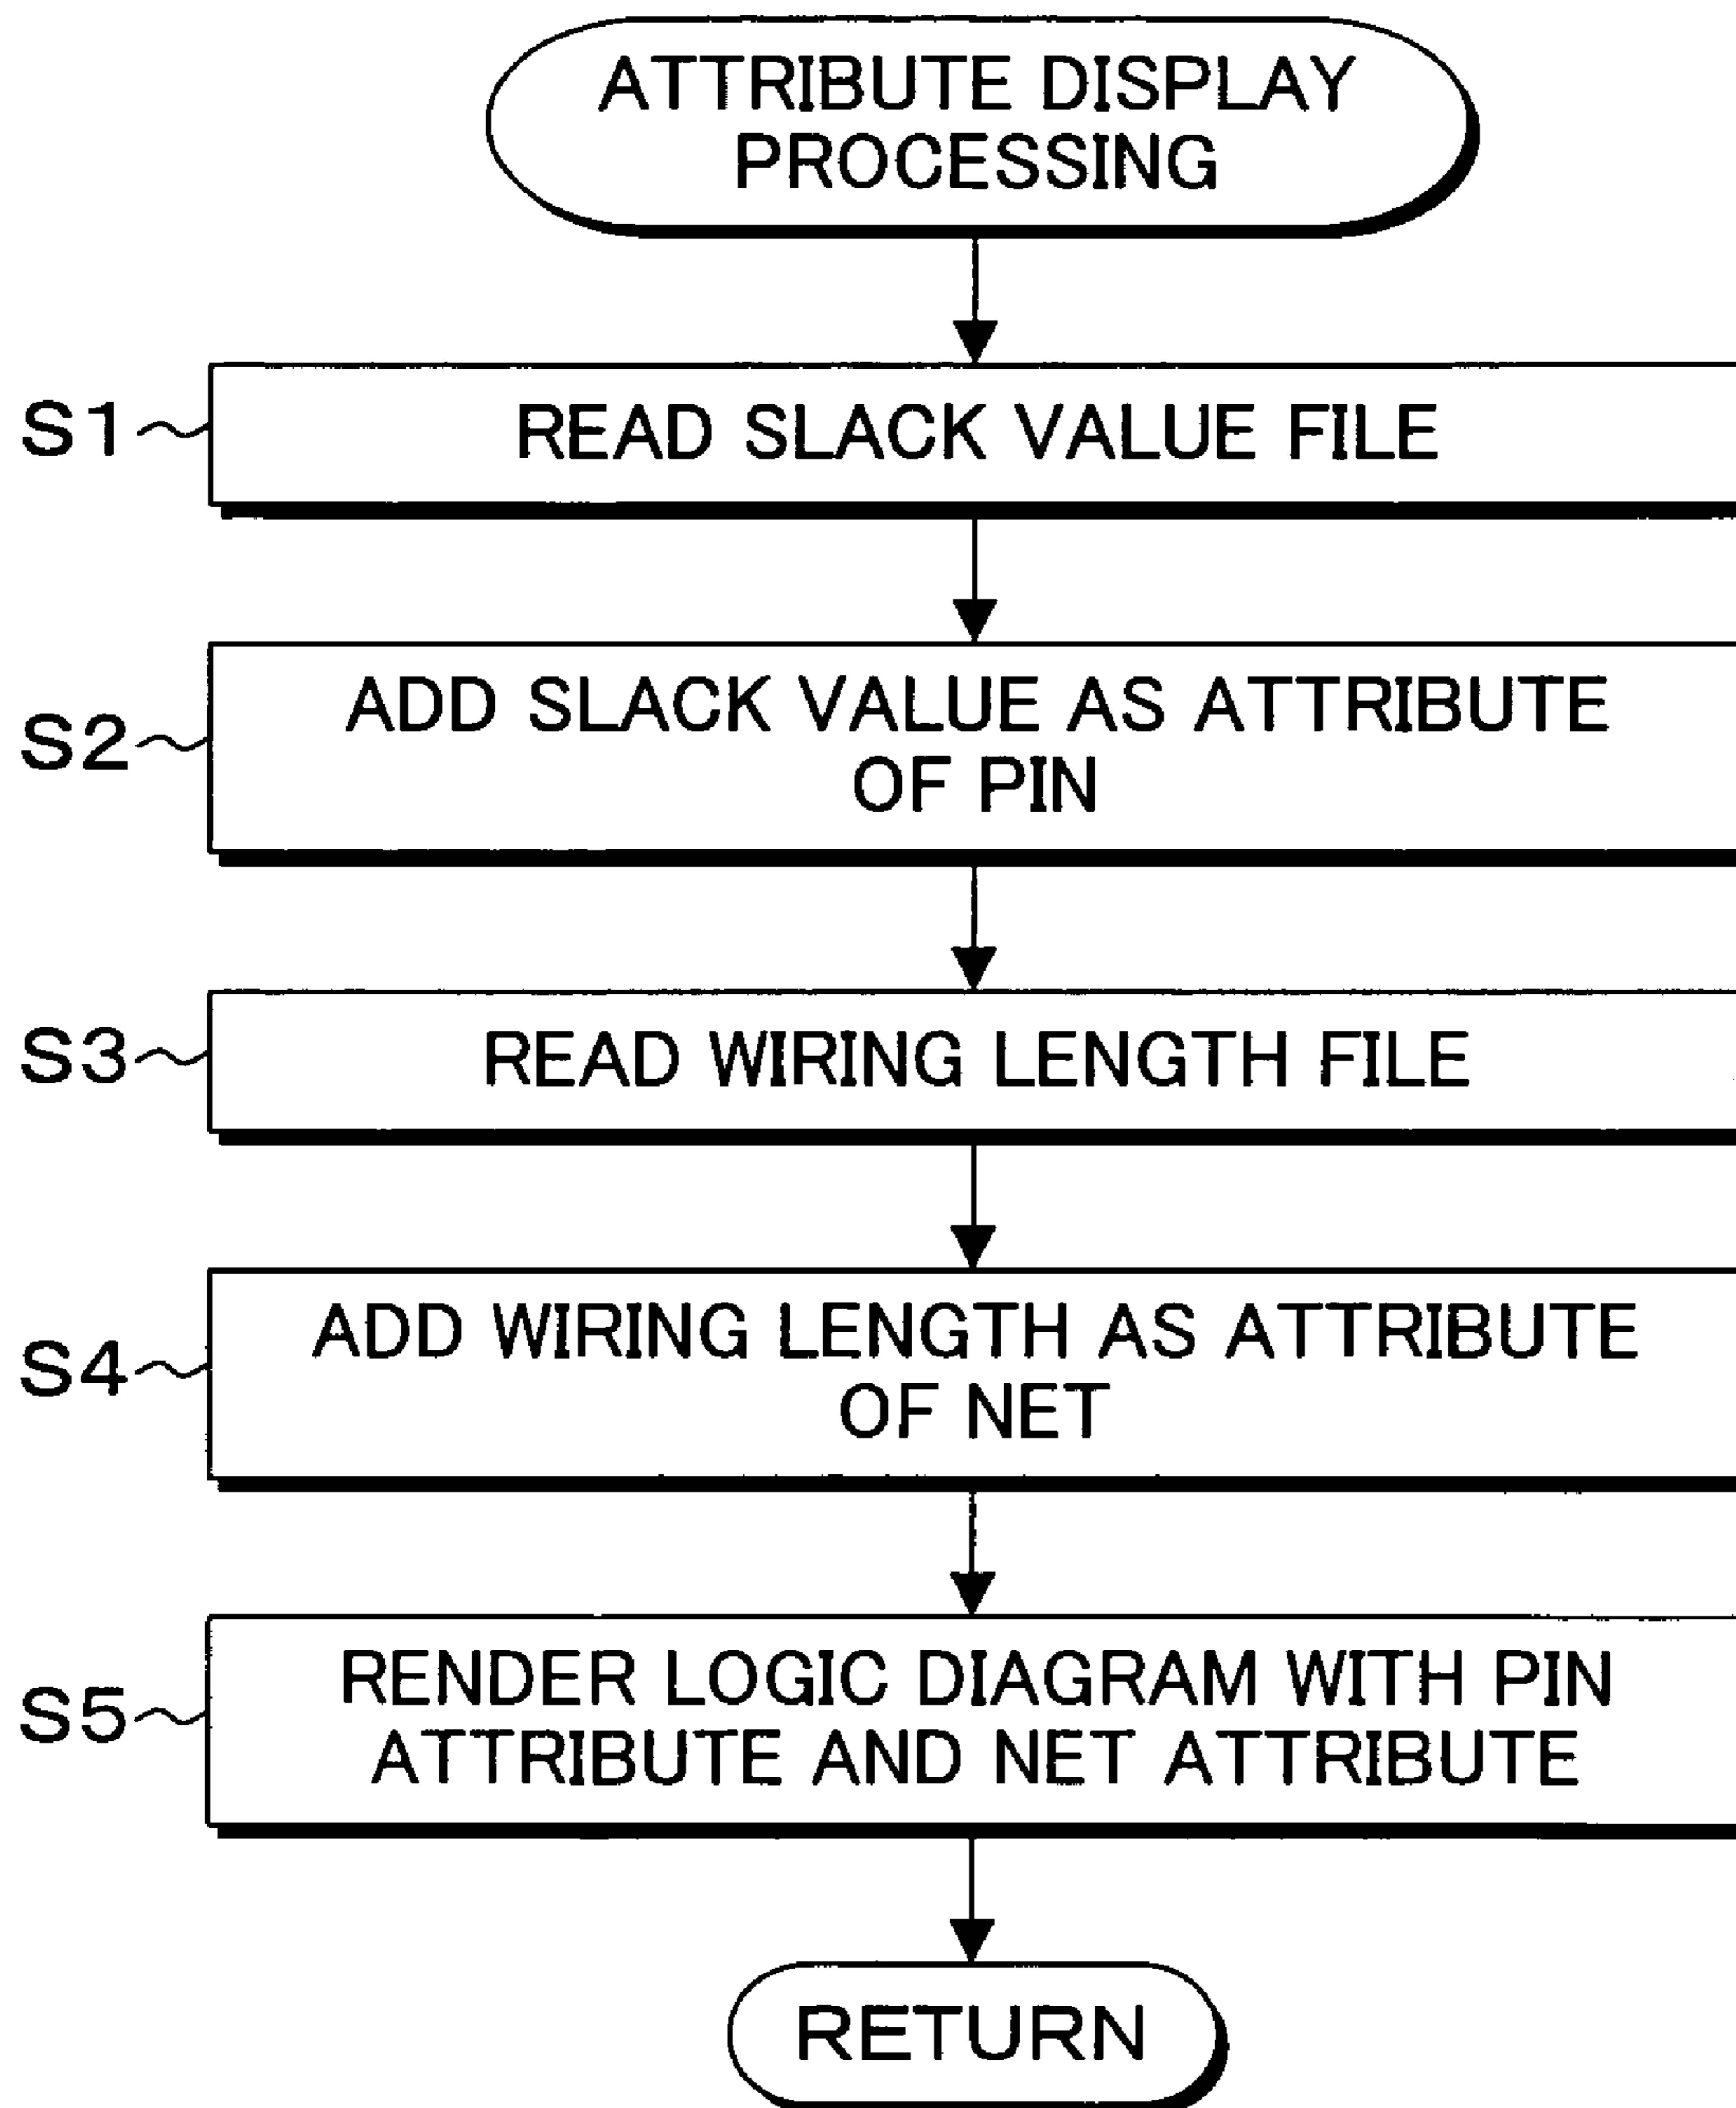 ATTRIBUTE DISPLAY
PROCESSING
S1
READ SLACK VALUE FILE
S2
ADD SLACK VALUE AS ATTRIBUTE
OF PIN
S3
READ WIRING LENGTH FILE
S4
ADD WIRING LENGTH AS ATTRIBUTE
OF NET
S5
RENDER LOGIC DIAGRAM WITH PIN
ATTRIBUTE AND NET ATTRIBUTE
RETURN